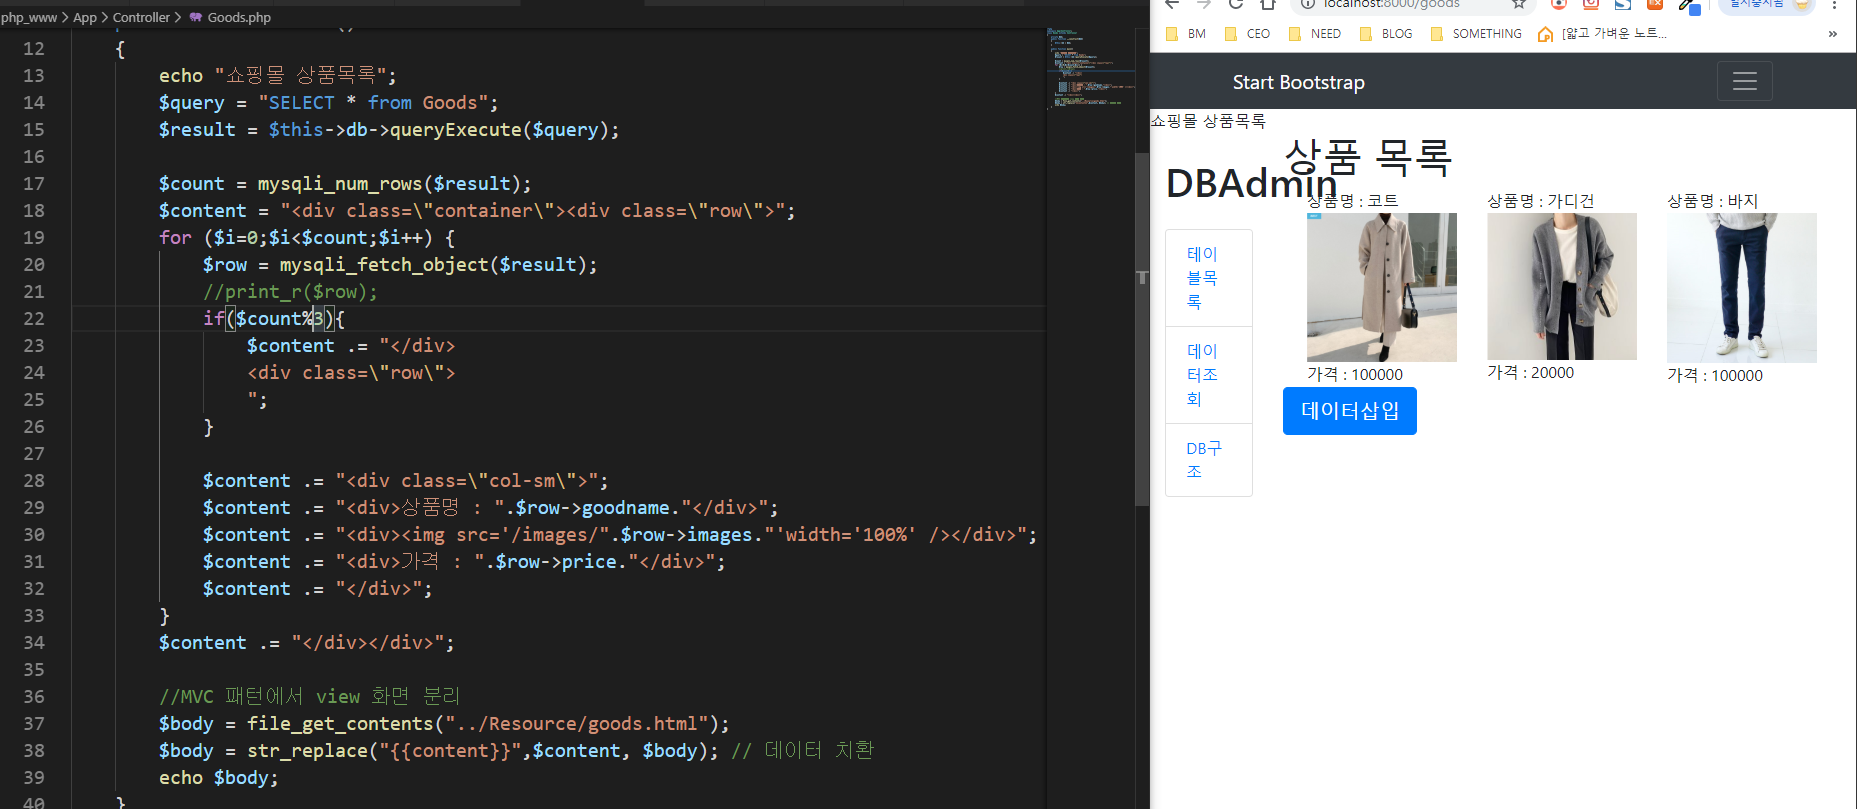 php_www > App > Controller > Goods.php
12 {
13 echo "쇼핑몰 상품목록";
14 $query = "SELECT * from Goods";
15 $result = $this->db->queryExecute($query);
16
17 $count = mysqli_num_rows($result);
18 $content = "<div class=\"container\"><div class=\"row\">";
19 for ($i=0;$i<$count;$i++) {
20 $row = mysqli_fetch_object($result);
21 //print_r($row);
22 if($count%3){
23 $content .= "</div>
24 <div class=\"row\">
25 ";
26 }
27
28 $content .= "<div class=\"col-sm\">";
29 $content .= "<div>상품명 : ".$row->goodname."</div>";
30 $content .= "<div><img src='/images/".$row->images."'width='100%' /></div>";
31 $content .= "<div>가격 : ".$row->price."</div>";
32 $content .= "</div>";
33 }
34 $content .= "</div></div>";
35
36 //MVC 패턴에서 view 화면 분리
37 $body = file_get_contents("../Resource/goods.html");
38 $body = str_replace("{{content}}",$content, $body); // 데이터 치환
39 echo $body;
40 }
localhost:8000/goods
일시중지됨
BM CEO NEED BLOG SOMETHING [얇고 가벼운 노트... »
Start Bootstrap
쇼핑몰 상품목록
상품 목록
DBAdmin
상품명 : 코트 상품명 : 가디건 상품명 : 바지
가격 : 100000 가격 : 20000 가격 : 100000
데이터삽입
테이
블목
록
데이
터조
회
DB구
조